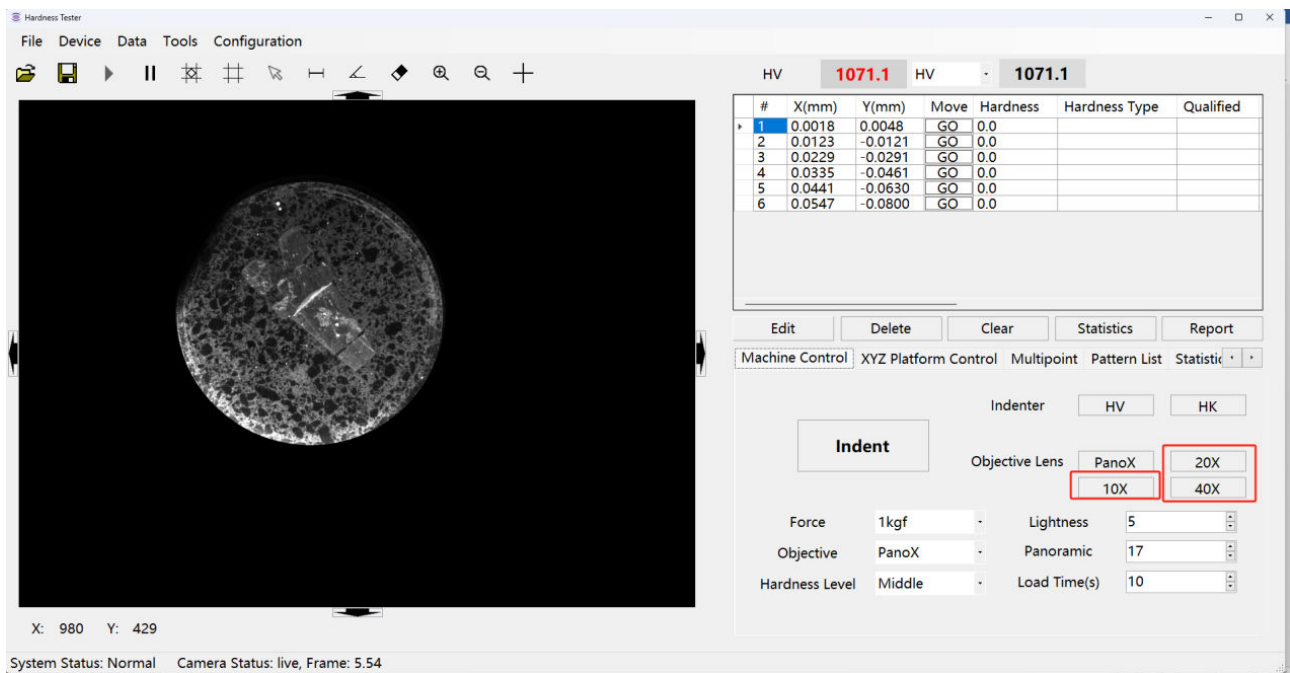 Hardness Tester
File Device Data Tools Configuration
HV 1071.1 HV 1071.1
# X(mm) Y(mm) Move Hardness Hardness Type Qualified
1 0.0018 0.0048 GO 0.0
2 0.0123 -0.0121 GO 0.0
3 0.0229 -0.0291 GO 0.0
4 0.0335 -0.0461 GO 0.0
5 0.0441 -0.0630 GO 0.0
6 0.0547 -0.0800 GO 0.0
Edit Delete Clear Statistics Report
Machine Control XYZ Platform Control Multipoint Pattern List Statistic
Indenter HV HK
Indent
Objective Lens PanoX 20X
10X 40X
Force 1kgf Lightness 5
Objective PanoX Panoramic 17
Hardness Level Middle Load Time(s) 10
X: 980 Y: 429
System Status: Normal Camera Status: live, Frame: 5.54